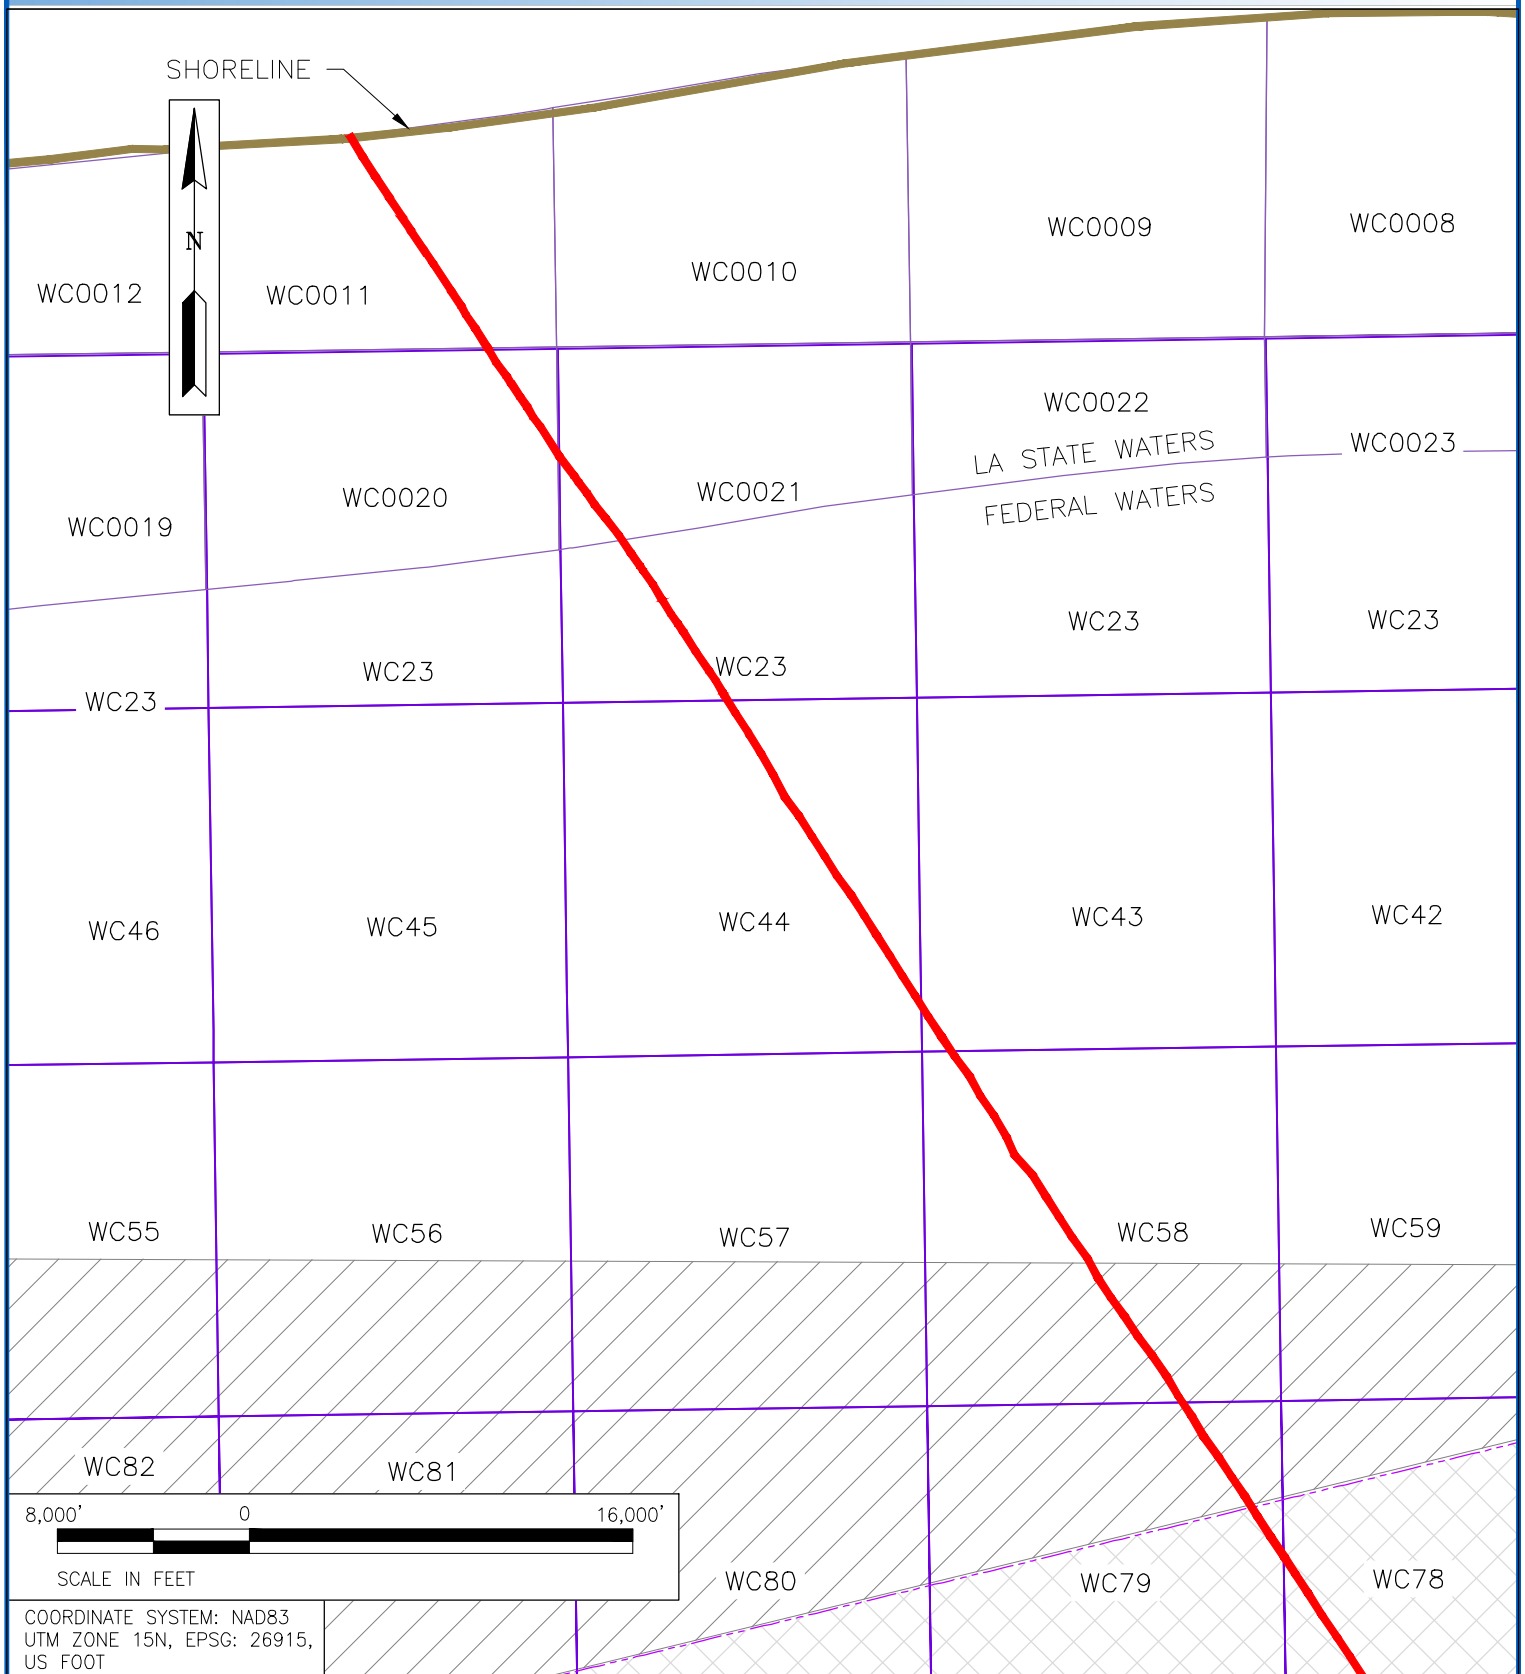 SHORELINE
N
WC0009
WC0008
WC0010
WC0012
WC0011
WC0022
LA STATE WATERS
WC0023
FEDERAL WATERS
WC0021
WC0020
WC0019
WC23
WC23
WC23
WC23
WC23
WC46
WC45
WC44
WC43
WC42
WC55
WC56
WC57
WC58
WC59
WC82
WC81
8,000' 0 16,000'
SCALE IN FEET
WC80
WC79
WC78
COORDINATE SYSTEM: NAD83
UTM ZONE 15N, EPSG: 26915,
US FOOT